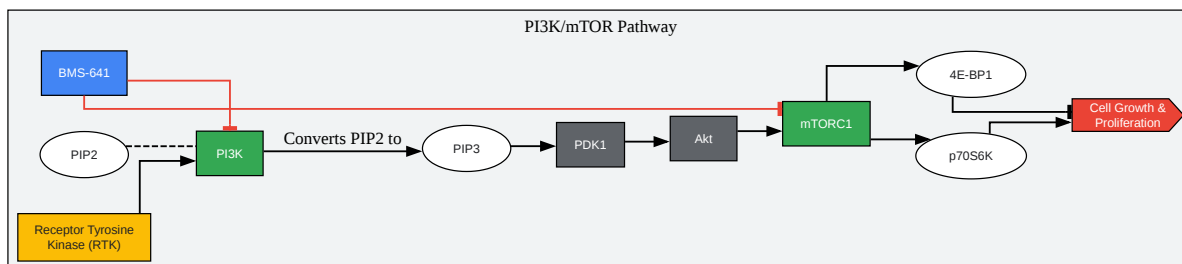 PI3K/mTOR Pathway
BMS-641
4E-BP1
Cell Growth &
Proliferation
mTORC1
PIP2
PI3K
Converts PIP2 to
PIP3
PDK1
Akt
p70S6K
Receptor Tyrosine
Kinase (RTK)